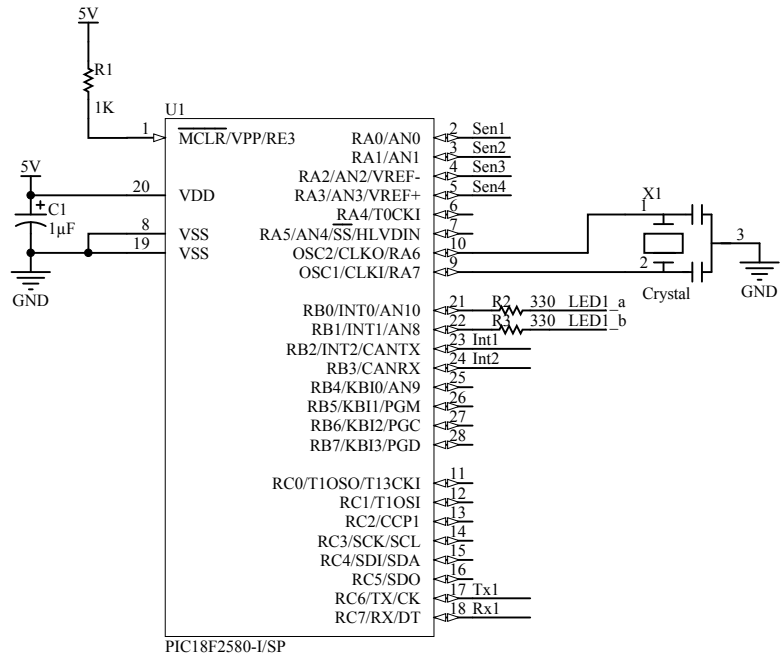 5V
R1
1K
U1
1 MCLR/VPP/RE3
5V
20 VDD
C1
1µF
8 VSS
19 VSS
GND
RA0/AN0 2 Sen1
RA1/AN1 3 Sen2
RA2/AN2/VREF- 4 Sen3
RA3/AN3/VREF+ 5 Sen4
RA4/T0CKI 6
RA5/AN4/SS/HLVDIN 7
OSC2/CLKO/RA6 10
OSC1/CLKI/RA7 9
X1
1
2
3
Crystal
GND
RB0/INT0/AN10 21 R2 330 LED1_a
RB1/INT1/AN8 22 R3 330 LED1_b
RB2/INT2/CANTX 23 Int1
RB3/CANRX 24 Int2
RB4/KBI0/AN9 25
RB5/KBI1/PGM 26
RB6/KBI2/PGC 27
RB7/KBI3/PGD 28
RC0/T1OSO/T13CKI 11
RC1/T1OSI 12
RC2/CCP1 13
RC3/SCK/SCL 14
RC4/SDI/SDA 15
RC5/SDO 16
RC6/TX/CK 17 Tx1
RC7/RX/DT 18 Rx1
PIC18F2580-I/SP